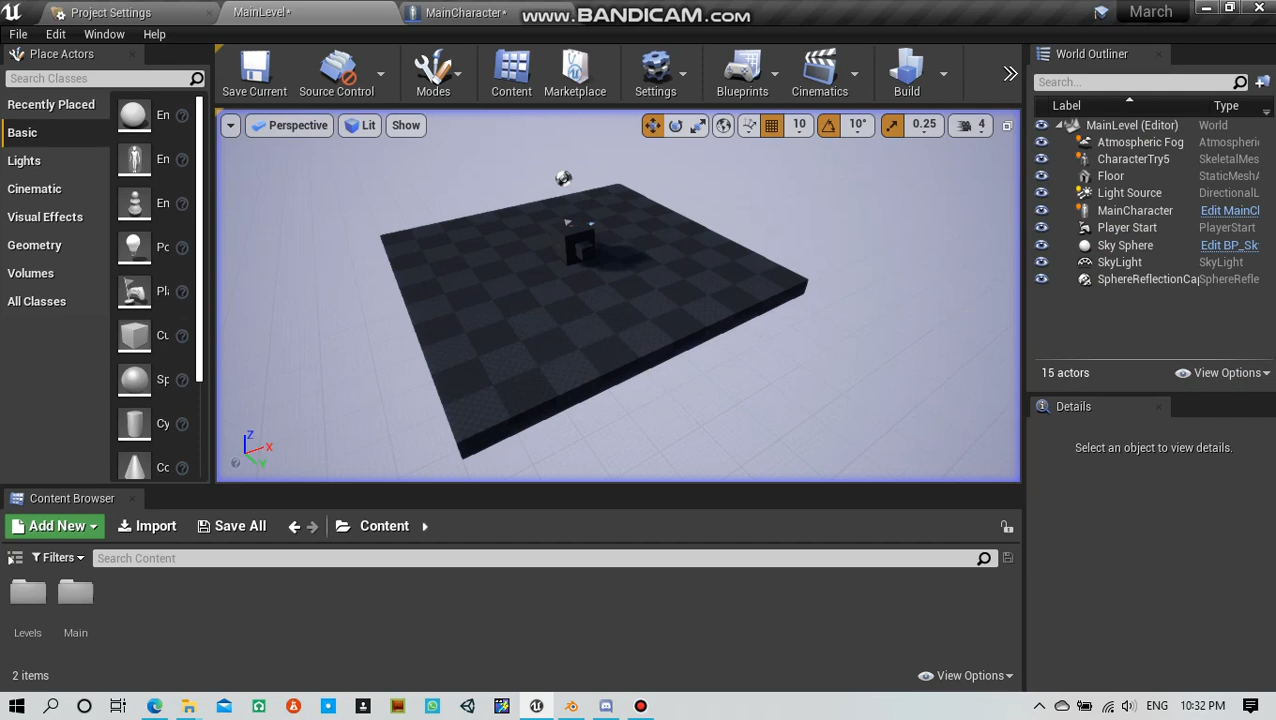 Project Settings
MainLevel*
MainCharacter*
www.BANDICAM.com
March
File Edit Window Help
Place Actors
Search Classes
Recently Placed
Basic
Lights
Cinematic
Visual Effects
Geometry
Volumes
All Classes
En
En
En
Pc
Pl
Cu
Sp
Cy
Cc
Save Current
Source Control
Modes
Content
Marketplace
Settings
Blueprints
Cinematics
Build
Perspective
Lit
Show
10
10°
0.25
4
Z
X
Y
World Outliner
Search...
Label Type
MainLevel (Editor) World
Atmospheric Fog Atmospheric
CharacterTry5 SkeletalMes
Floor StaticMeshA
Light Source DirectionalL
MainCharacter Edit MainCl
Player Start PlayerStart
Sky Sphere Edit BP_Sk
SkyLight SkyLight
SphereReflectionCap SphereRefle
15 actors
View Options
Details
Select an object to view details.
Content Browser
Add New
Import
Save All
Content
Filters
Search Content
Levels
Main
2 items
View Options
ENG
10:32 PM